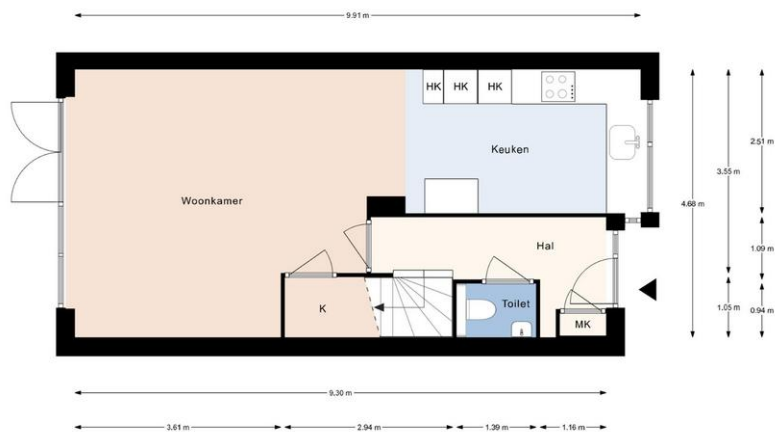 9.91 m
HK HK HK
Keuken
2.51 m
3.55 m
4.68 m
Woonkamer
Hal
1.09 m
K
Toilet
MK
1.05 m
0.94 m
9.30 m
3.61 m
2.94 m
1.39 m
1.16 m